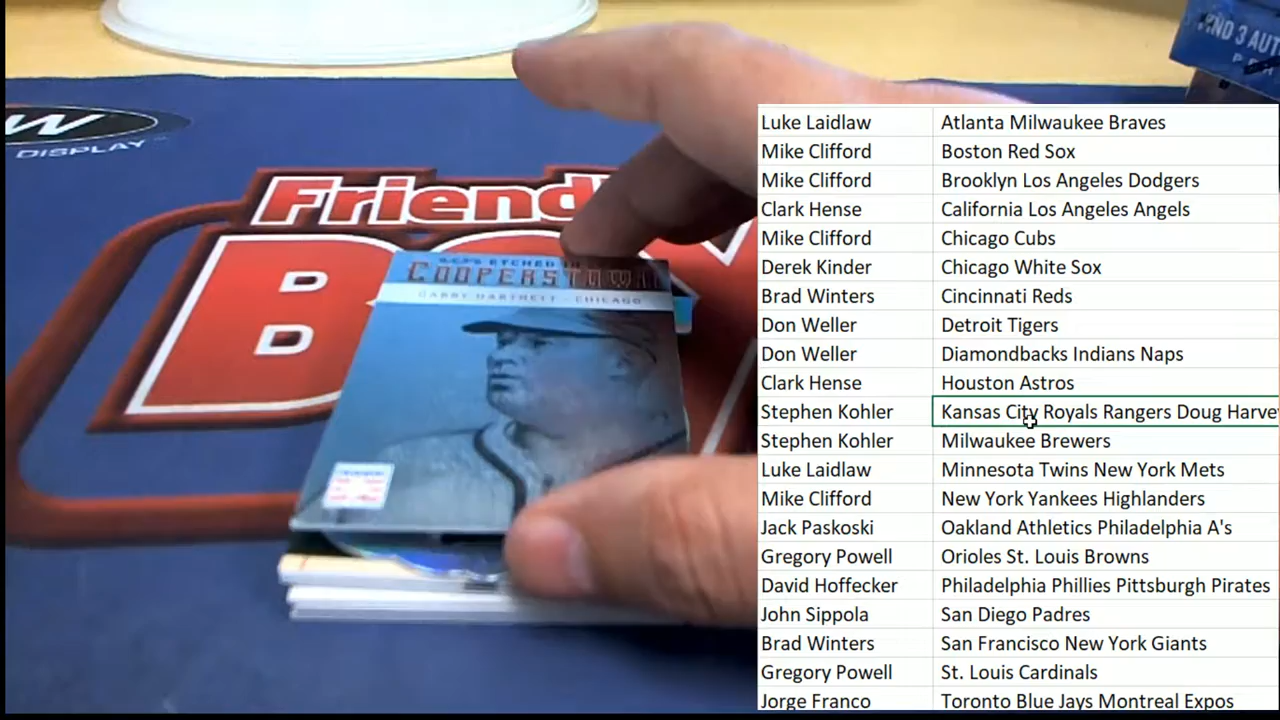 W
DISPLAY
FIND 3 AUT
PER
Friend
B
ETCHED IN
COOPERSTOWN
GABBY HARTNETT - CHICAGO
Luke Laidlaw Atlanta Milwaukee Braves
Mike Clifford Boston Red Sox
Mike Clifford Brooklyn Los Angeles Dodgers
Clark Hense California Los Angeles Angels
Mike Clifford Chicago Cubs
Derek Kinder Chicago White Sox
Brad Winters Cincinnati Reds
Don Weller Detroit Tigers
Don Weller Diamondbacks Indians Naps
Clark Hense Houston Astros
Stephen Kohler Kansas City Royals Rangers Doug Harve
Stephen Kohler Milwaukee Brewers
Luke Laidlaw Minnesota Twins New York Mets
Mike Clifford New York Yankees Highlanders
Jack Paskoski Oakland Athletics Philadelphia A's
Gregory Powell Orioles St. Louis Browns
David Hoffecker Philadelphia Phillies Pittsburgh Pirates
John Sippola San Diego Padres
Brad Winters San Francisco New York Giants
Gregory Powell St. Louis Cardinals
Jorge Franco Toronto Blue Jays Montreal Expos